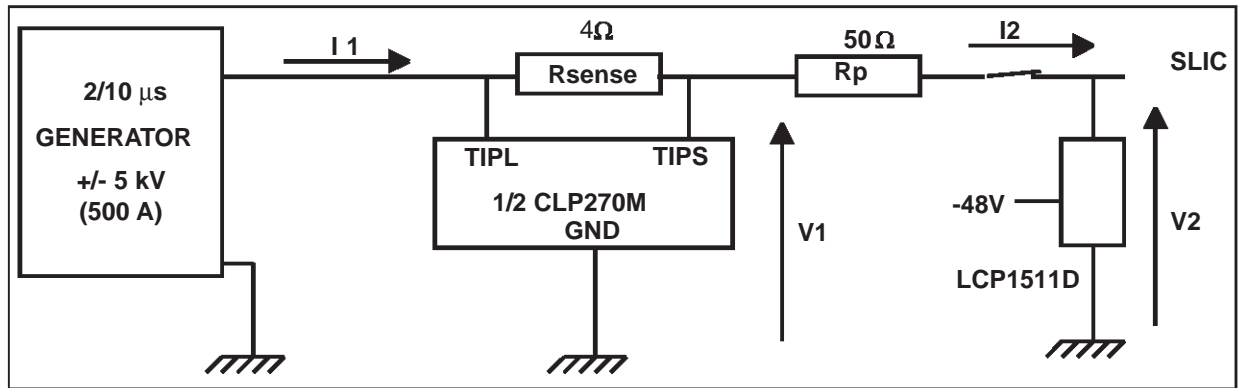 2/10 μs
GENERATOR
+/- 5 kV
(500 A)
I 1
4Ω
Rsense
TIPL TIPS
1/2 CLP270M
GND
50Ω
Rp
V1
I2
SLIC
-48V
LCP1511D
V2